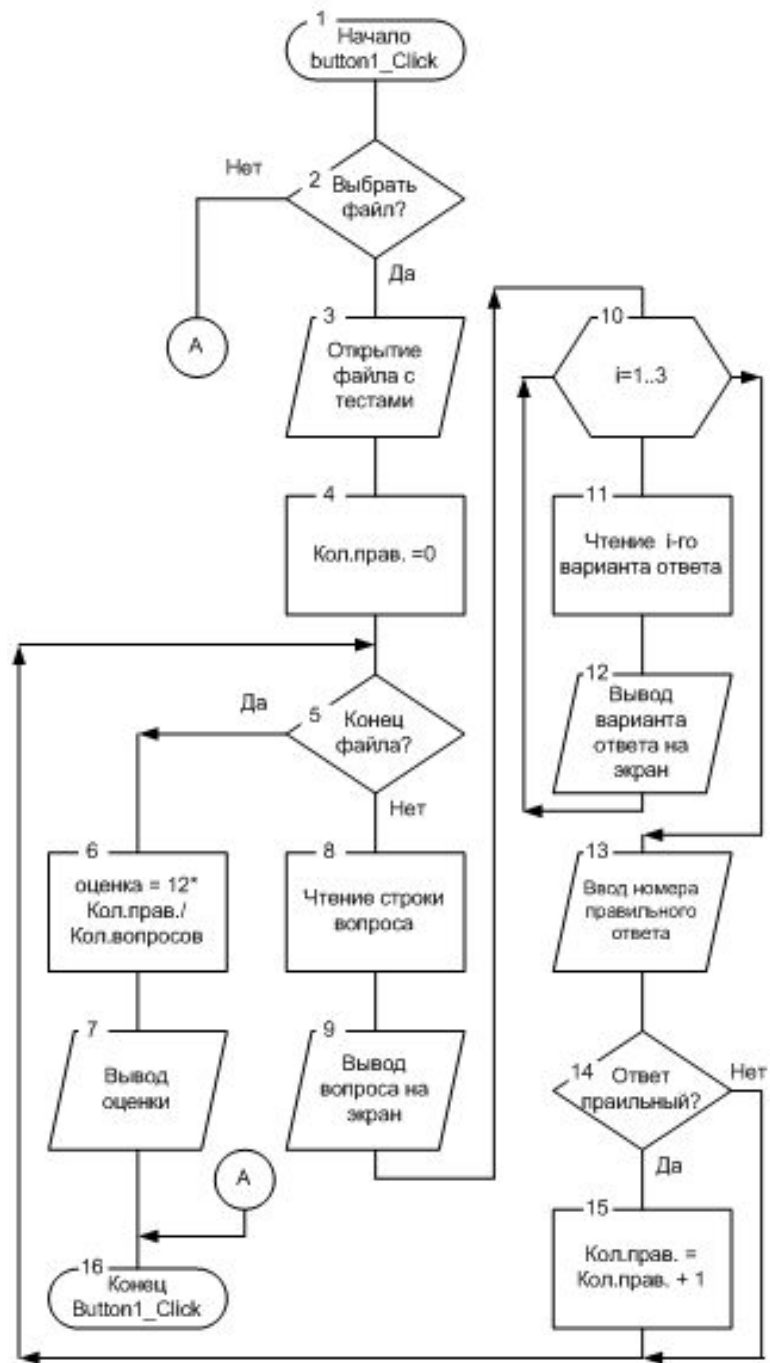 1
Начало
button1_Click
Нет
2
Выбрать
файл?
Да
А
3
Открытие
файла с
тестами
4
Кол.прав. =0
Да
5
Конец
файла?
Нет
6
оценка = 12*
Кол.прав./
Кол.вопросов
7
Вывод
оценки
А
16
Конец
Button1_Click
8
Чтение строки
вопроса
9
Вывод
вопроса на
экран
10
i=1..3
11
Чтение i-го
варианта ответа
12
Вывод
варианта
ответа на
экран
13
Ввод номера
правильного
ответа
14
Ответ
праильный?
Нет
Да
15
Кол.прав. =
Кол.прав. + 1